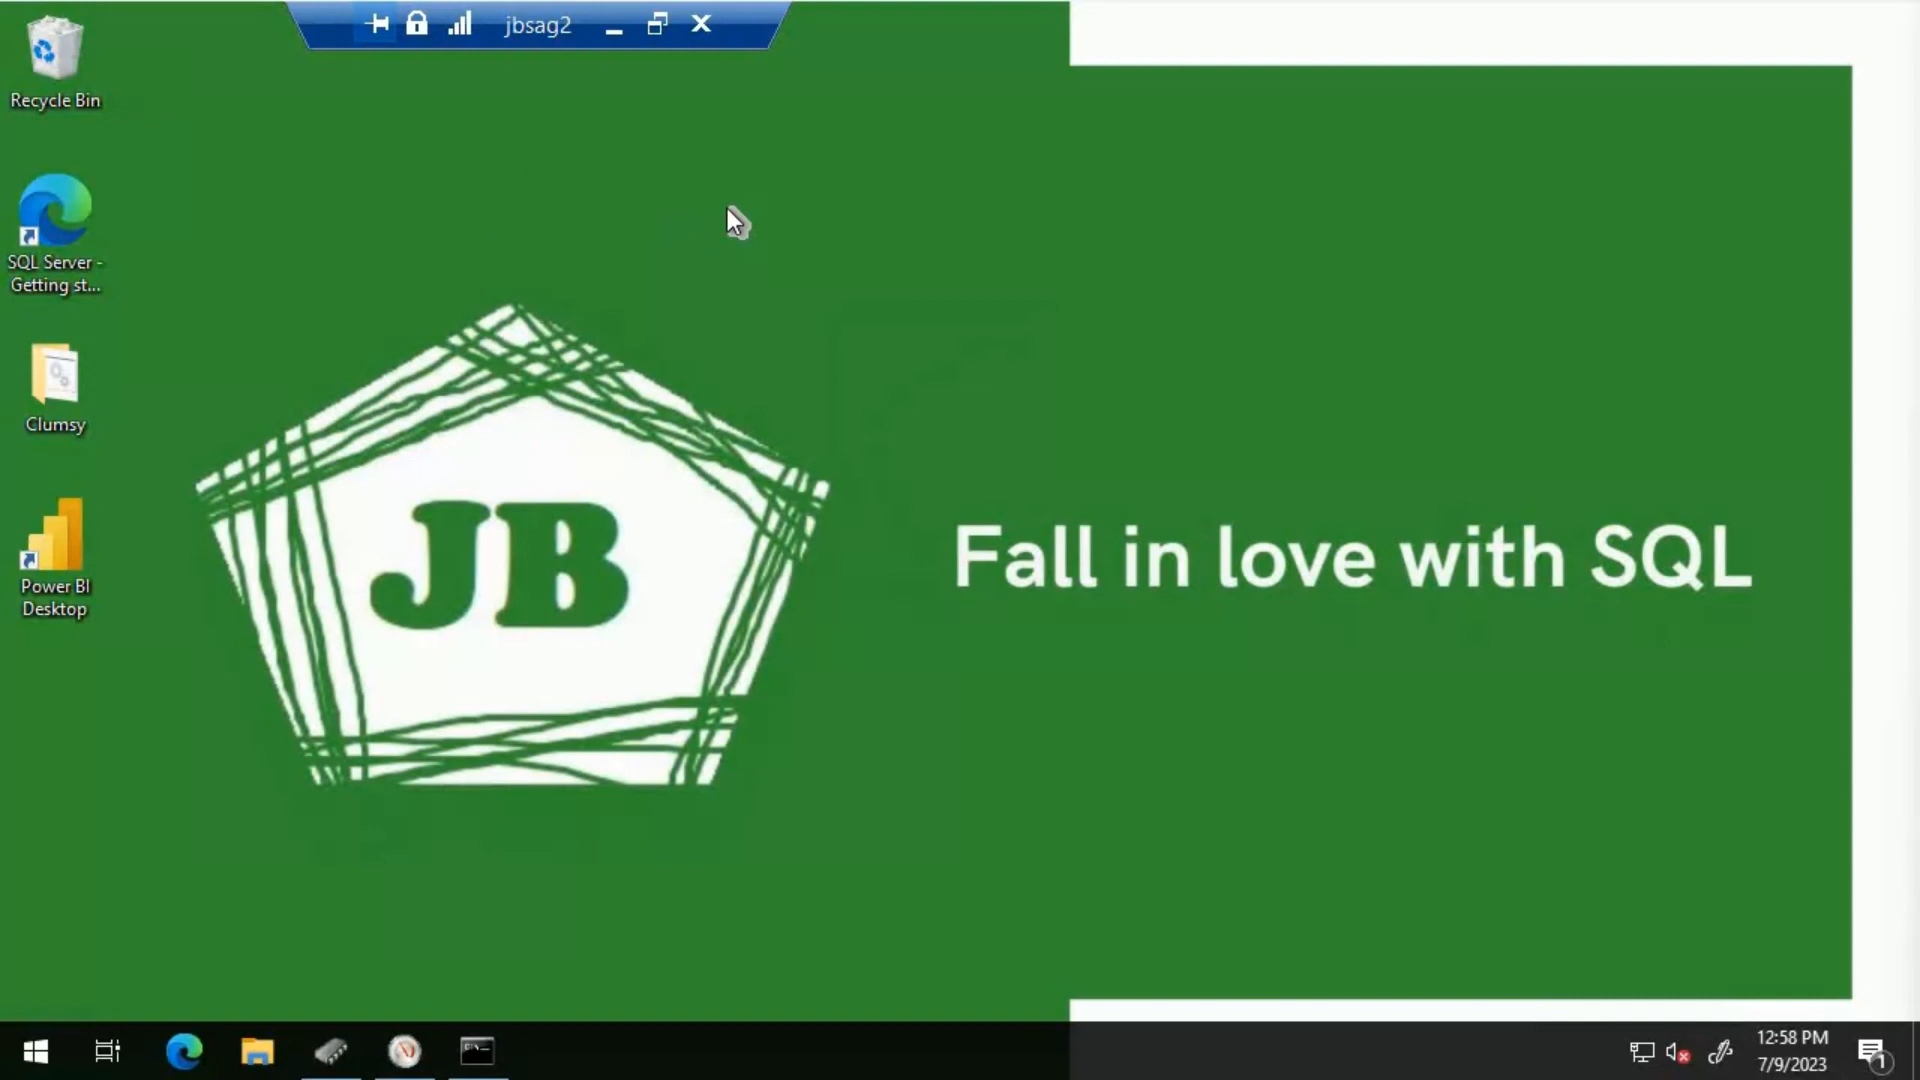 jbsag2
Recycle Bin
SQL Server -
Getting st...
Clumsy
Power BI
Desktop
JB
Fall in love with SQL
12:58 PM
7/9/2023
1